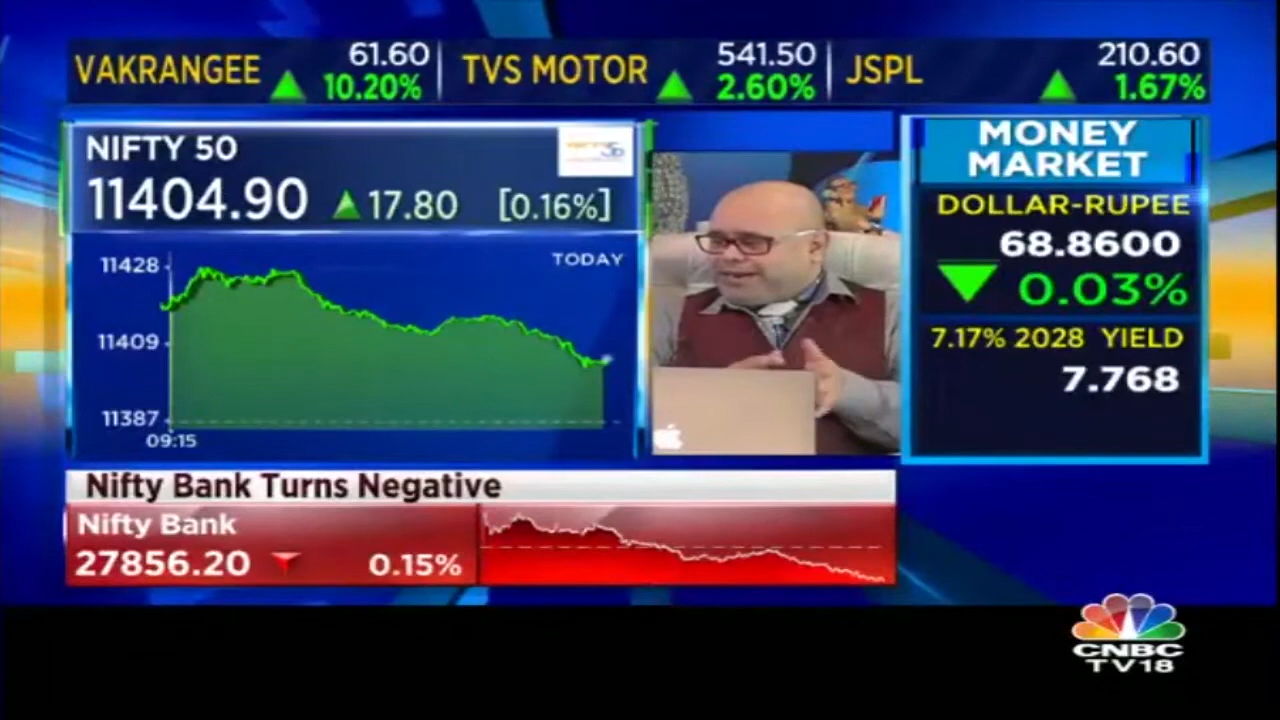 VAKRANGEE 61.60 10.20%
TVS MOTOR 541.50 2.60%
JSPL 210.60 1.67%
NIFTY 50
11404.90 17.80 [0.16%]
TODAY
11428
11409
11387
09:15
MONEY
MARKET
DOLLAR-RUPEE
68.8600
0.03%
7.17% 2028 YIELD
7.768
Nifty Bank Turns Negative
Nifty Bank
27856.20 0.15%
CNBC
TV18